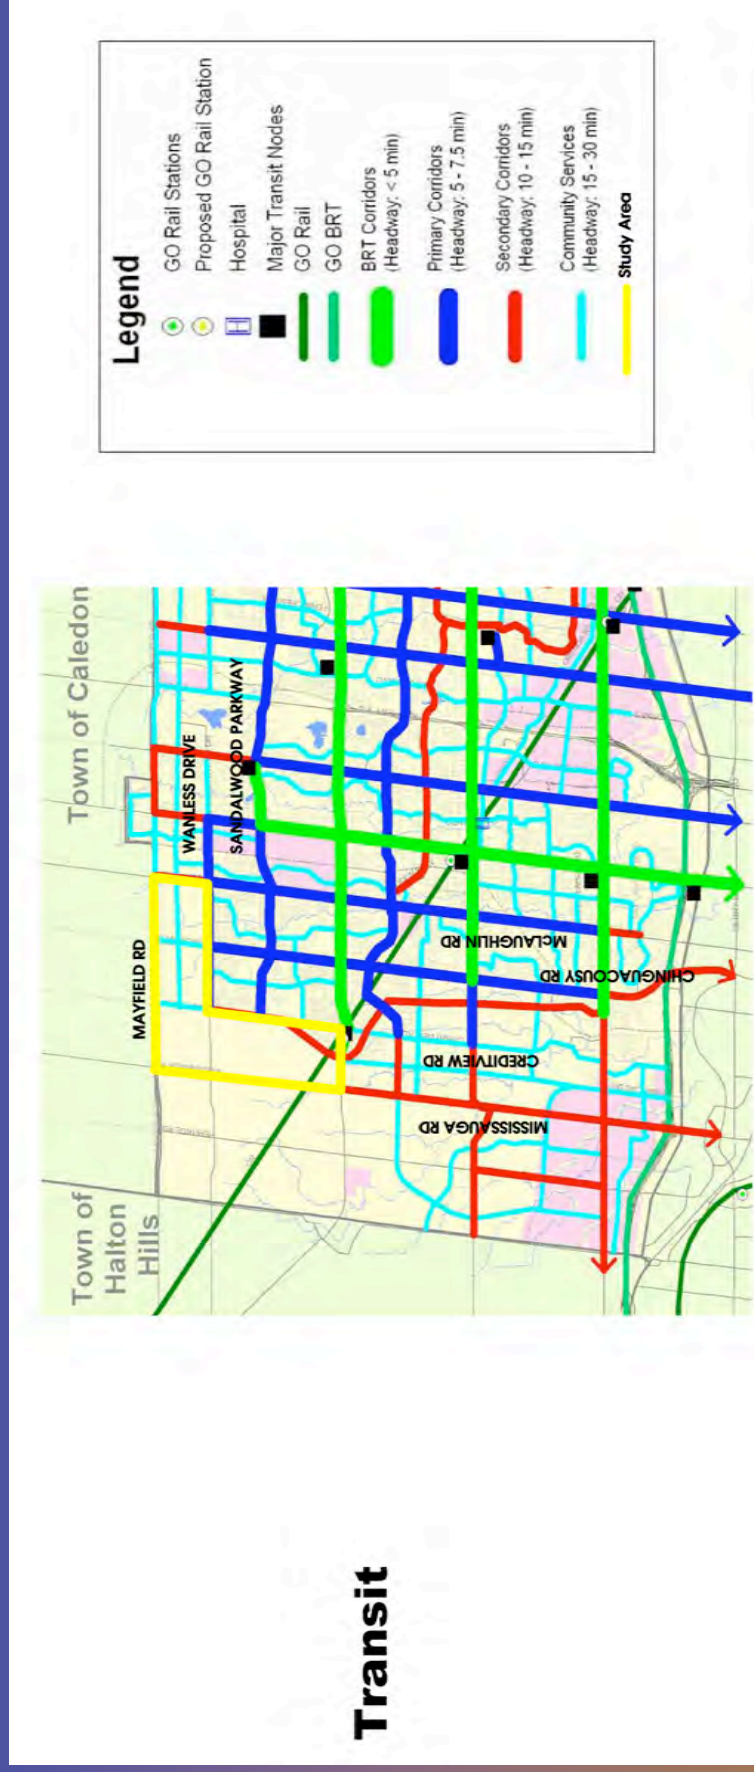 Transit
Town of
Halton
Hills
Town of Caledon
MAYFIELD RD
WANLESS DRIVE
SANDALWOOD PARKWAY
McLAUGHLIN RD
CHINGUACOUSY RD
CREDITVIEW RD
MISSISSAUGA RD
Legend
GO Rail Stations
Proposed GO Rail Station
Hospital
Major Transit Nodes
GO Rail
GO BRT
BRT Corridors
(Headway: < 5 min)
Primary Corridors
(Headway: 5 - 7.5 min)
Secondary Corridors
(Headway: 10 - 15 min)
Community Services
(Headway: 15 - 30 min)
Study Area